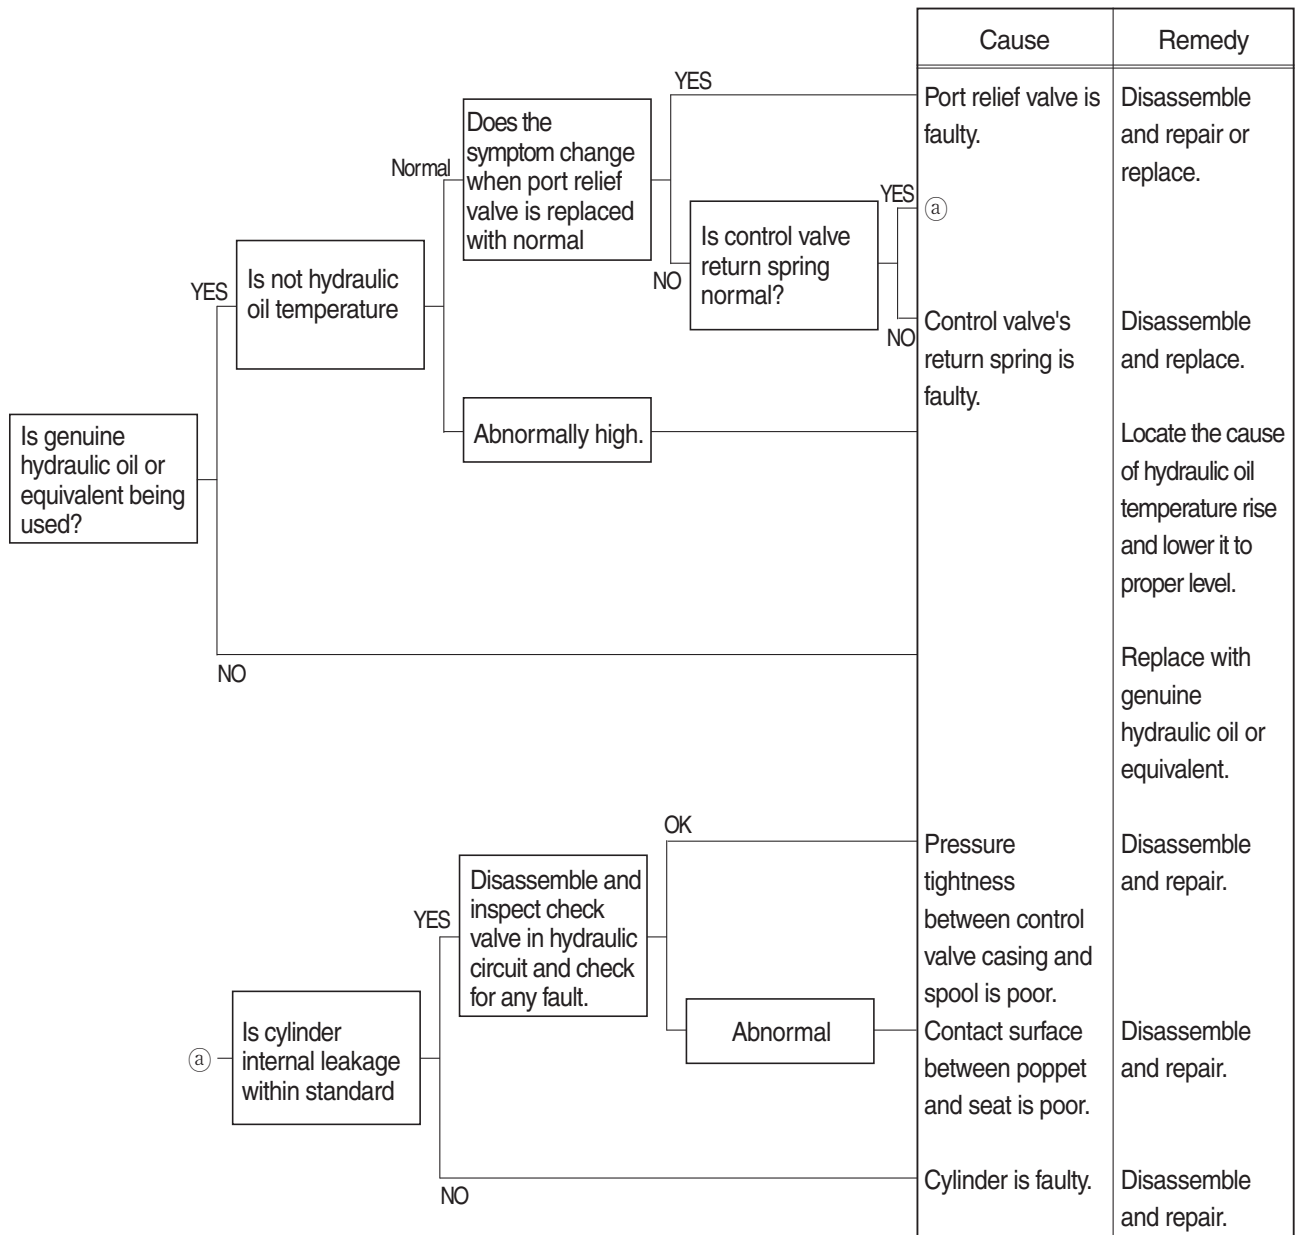 Cause
Remedy
YES
Port relief valve is
faulty.
Disassemble
and repair or
replace.
Does the
symptom change
when port relief
valve is replaced
with normal
Normal
YES
ⓐ
Is control valve
return spring
normal?
NO
NO
Is not hydraulic
oil temperature
YES
Control valve's
return spring is
faulty.
Disassemble
and replace.
Abnormally high.
Locate the cause
of hydraulic oil
temperature rise
and lower it to
proper level.
Is genuine
hydraulic oil or
equivalent being
used?
NO
Replace with
genuine
hydraulic oil or
equivalent.
OK
Pressure
tightness
between control
valve casing and
spool is poor.
Disassemble
and repair.
YES
Disassemble and
inspect check
valve in hydraulic
circuit and check
for any fault.
Abnormal
Contact surface
between poppet
and seat is poor.
Disassemble
and repair.
ⓐ
Is cylinder
internal leakage
within standard
NO
Cylinder is faulty.
Disassemble
and repair.